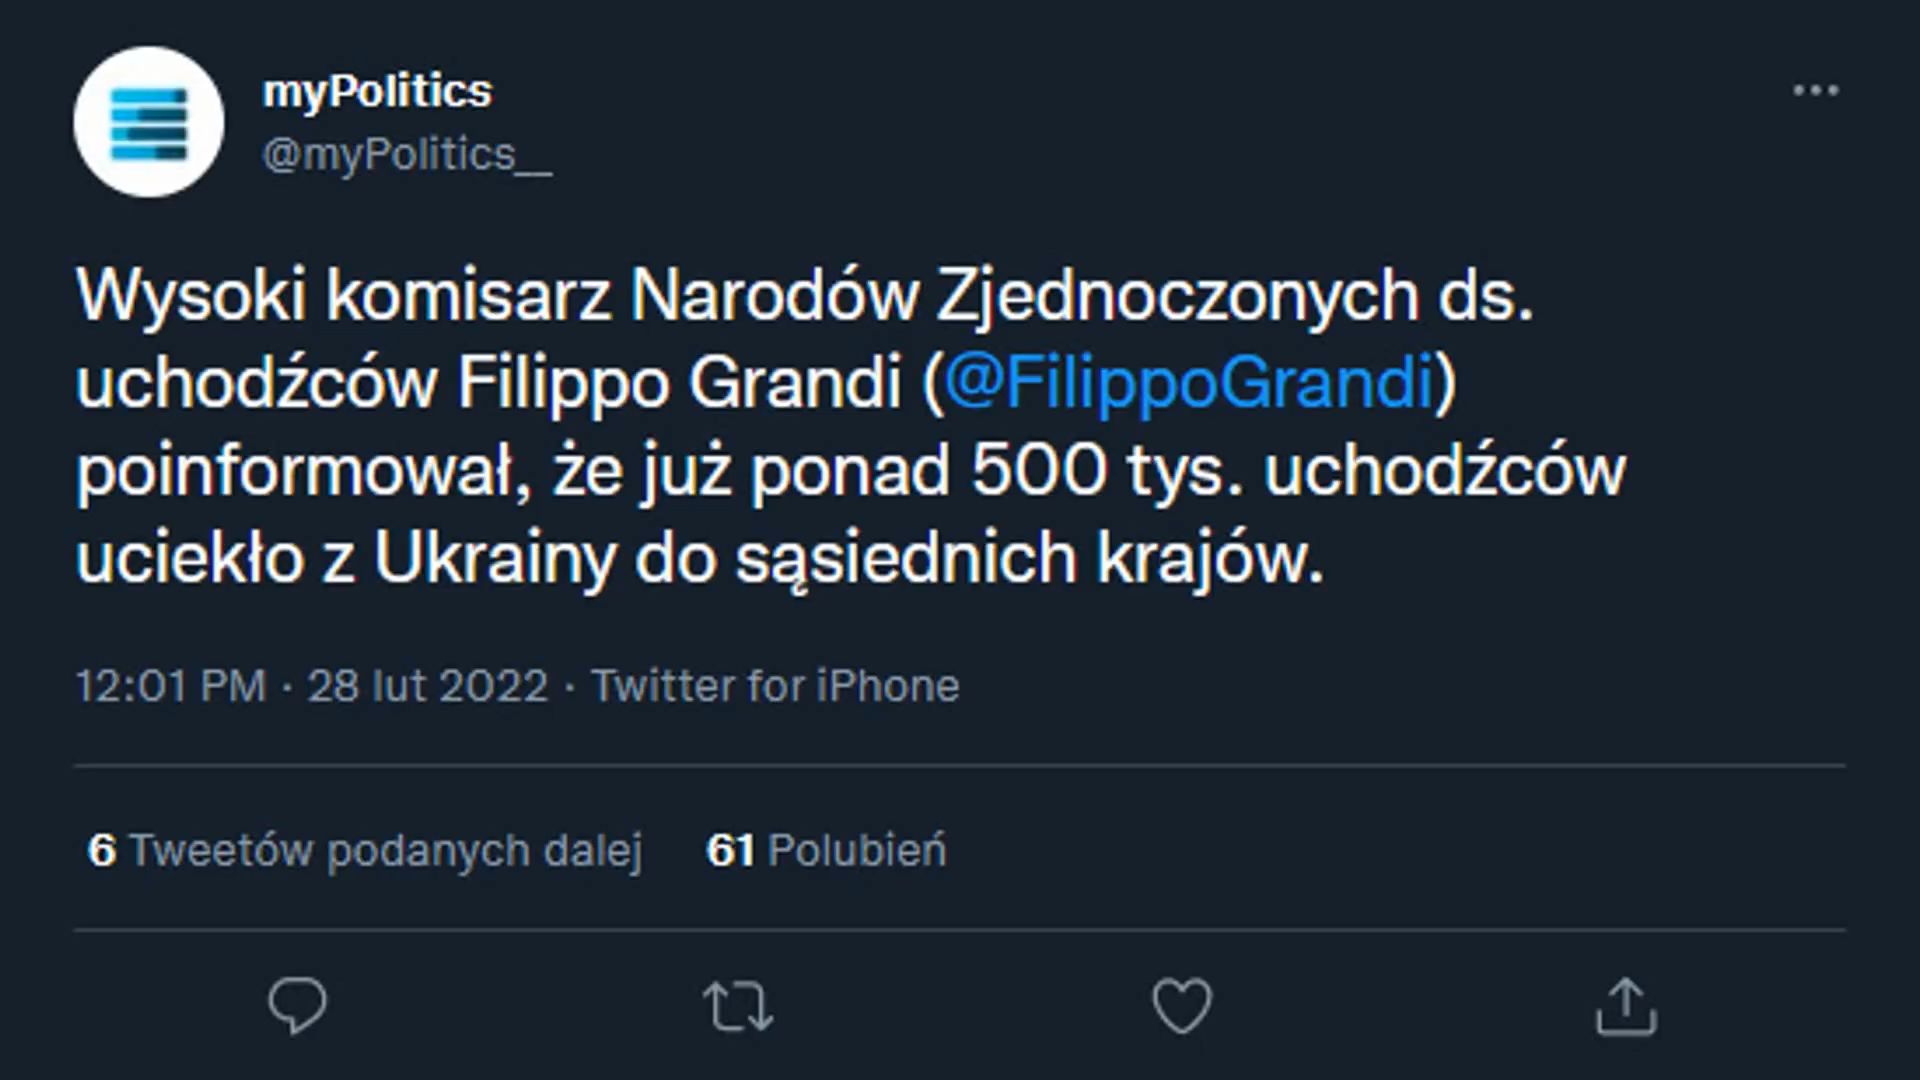 myPolitics
@myPolitics__
Wysoki komisarz Narodów Zjednoczonych ds.
uchodźców Filippo Grandi (@FilippoGrandi)
poinformował, że już ponad 500 tys. uchodźców
uciekło z Ukrainy do sąsiednich krajów.
12:01 PM · 28 lut 2022 · Twitter for iPhone
6 Tweetów podanych dalej 61 Polubień